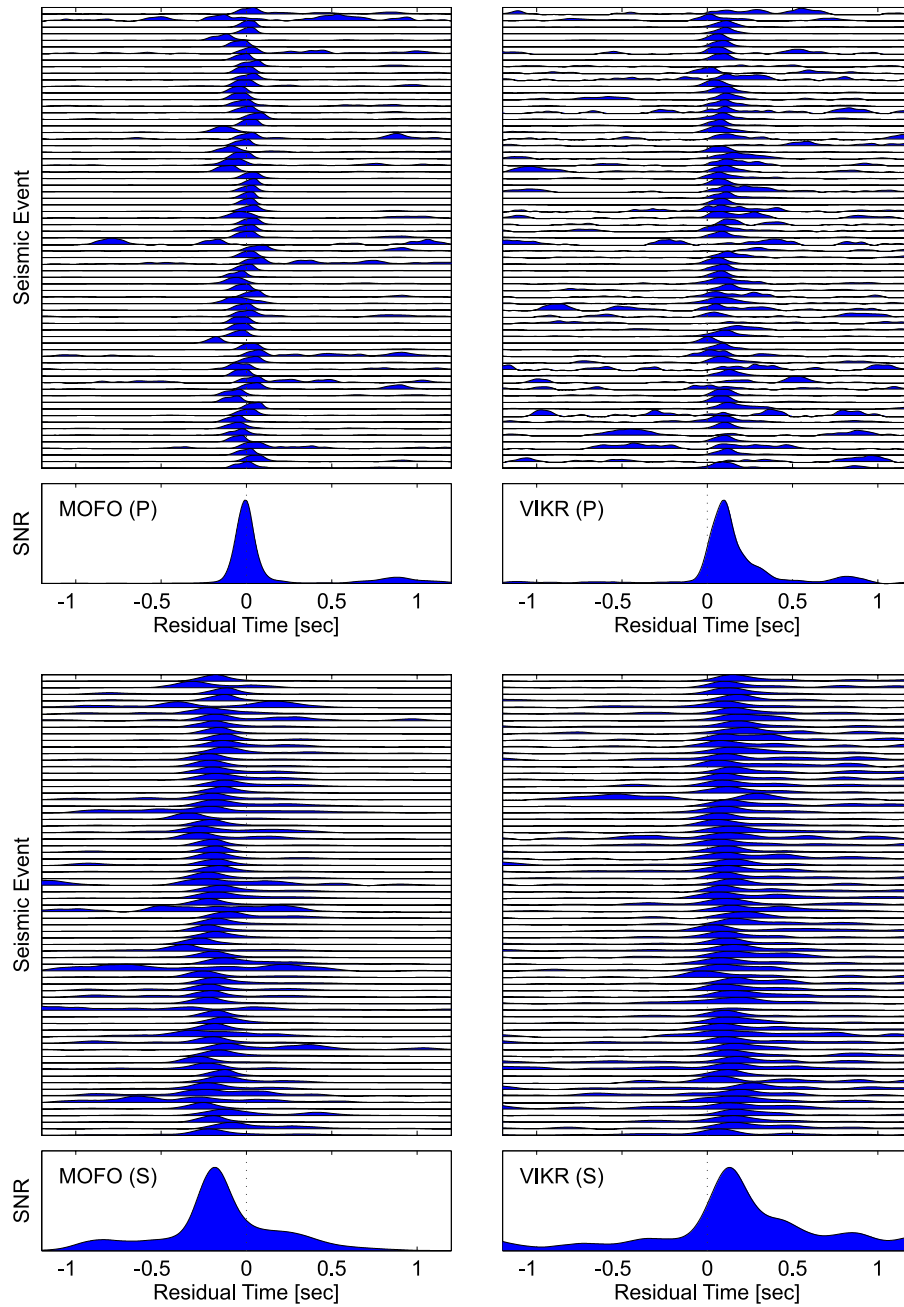 Seismic Event
SNR
MOFO (P)
VIKR (P)
-1 -0.5 0 0.5 1
-1 -0.5 0 0.5 1
Residual Time [sec]
Residual Time [sec]
Seismic Event
SNR
MOFO (S)
VIKR (S)
-1 -0.5 0 0.5 1
-1 -0.5 0 0.5 1
Residual Time [sec]
Residual Time [sec]